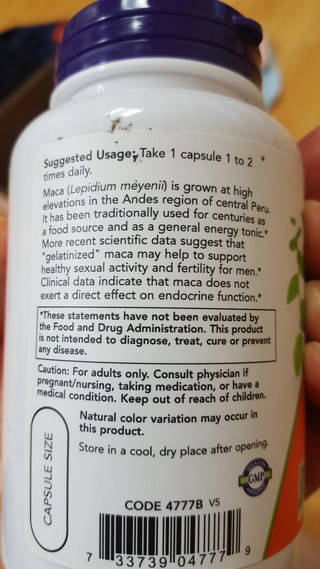 Suggested Usage: Take 1 capsule 1 to 2
times daily.
Maca (Lepidium meyenii) is grown at high
elevations in the Andes region of central Peru.
It has been traditionally used for centuries as
a food source and as a general energy tonic.*
More recent scientific data suggest that
"gelatinized" maca may help to support
healthy sexual activity and fertility for men.*
Clinical data indicate that maca does not
exert a direct effect on endocrine function.*
*These statements have not been evaluated by
the Food and Drug Administration. This product
is not intended to diagnose, treat, cure or prevent
any disease.
Caution: For adults only. Consult physician if
pregnant/nursing, taking medication, or have a
medical condition. Keep out of reach of children.
CAPSULE SIZE
Natural color variation may occur in
this product.
Store in a cool, dry place after opening.
GMP
CODE 4777B V5
7 33739 04777 9